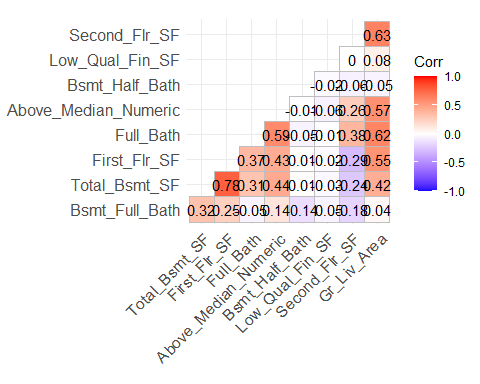 Second_Flr_SF 0.63
Low_Qual_Fin_SF 0 0.08
Bsmt_Half_Bath -0.02 -0.06 -0.05
Above_Median_Numeric -0.01 -0.06 0.26 0.57
Full_Bath 0.59 -0.05 -0.01 0.38 0.62
First_Flr_SF 0.37 0.43 0.01 -0.02 -0.29 0.55
Total_Bsmt_SF 0.78 0.31 0.44 0.01 -0.03 -0.24 0.42
Bsmt_Full_Bath 0.32 0.25 -0.05 0.14 -0.14 -0.05 -0.18 0.04
Total_Bsmt_SF
First_Flr_SF
Full_Bath
Above_Median_Numeric
Bsmt_Half_Bath
Low_Qual_Fin_SF
Second_Flr_SF
Gr_Liv_Area
Corr
1.0
0.5
0.0
-0.5
-1.0